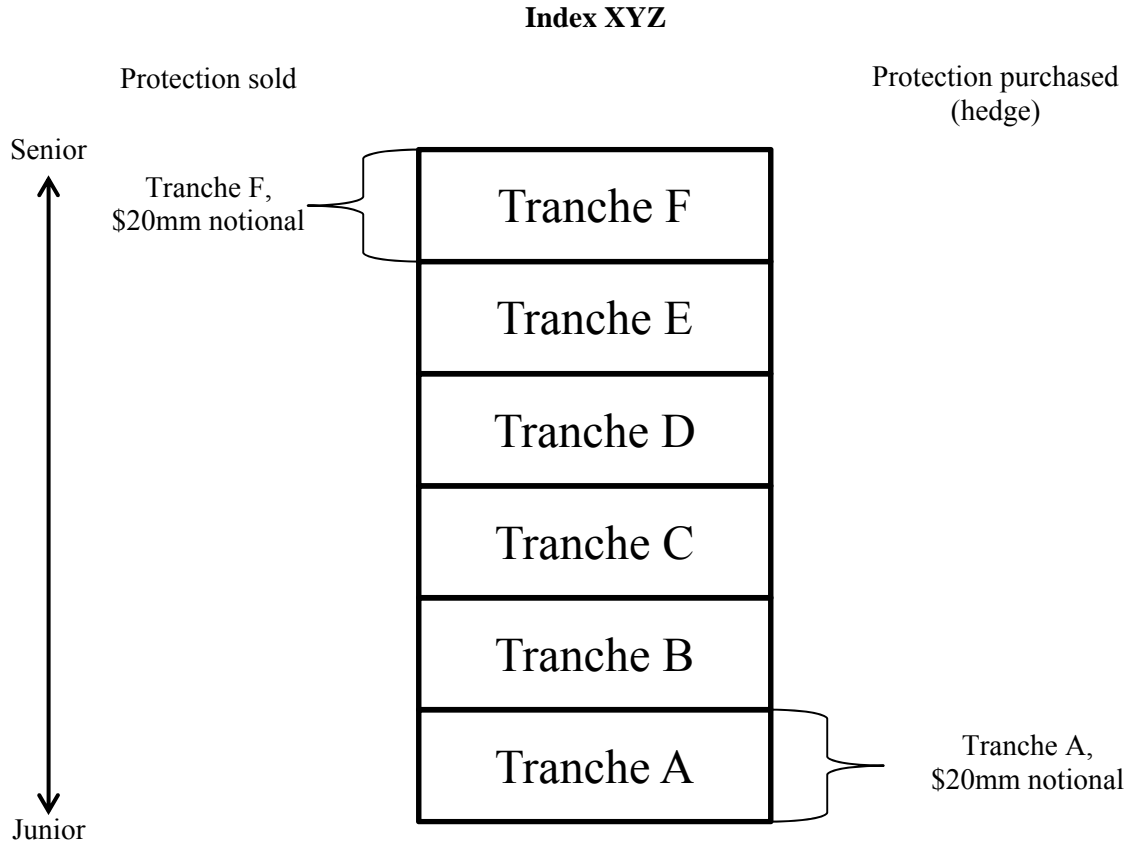 Index XYZ
Protection sold
Protection purchased
(hedge)
Senior
Tranche F,
$20mm notional
Tranche F
Tranche E
Tranche D
Tranche C
Tranche B
Tranche A
Tranche A,
$20mm notional
Junior